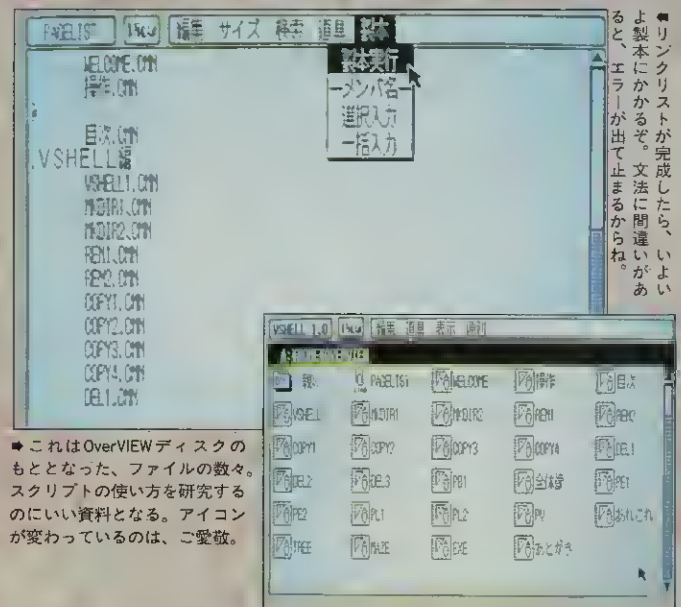 PAGELIST View 編集 サイズ 検索 道具 製本
WELCOME.CMN
操作.CMN
目次.CMN
.VSHELL編
VSHELL1.CMN
MKDIR1.CMN
MKDIR2.CMN
REN1.CMN
REN2.CMN
COPY1.CMN
COPY2.CMN
COPY3.CMN
COPY4.CMN
DEL1.CMN
製本実行
メンバ名
選択入力
一括入力
⬅リンクリストが完成したら、いよい
よ製本にかかるぞ。文法に間違いがあ
ると、エラーが出て止まるからね。
VSHELL 1.0 View 編集 道具 表示 選別
親 PAGELIST WELCOME 操作 目次
VSHELL MKDIR1 MKDIR2 REN1 REN2
COPY1 COPY2 COPY3 COPY4 DEL1
DEL2 DEL3 PB1 全体編 PE1
PE2 PL1 PL2 PV あれこれ
TREE MAZE EXE あとがき
➡これはOverVIEWディスクの
もととなった、ファイルの数々。
スクリプトの使い方を研究する
のにいい資料となる。アイコン
が変わっているのは、ご愛敬。